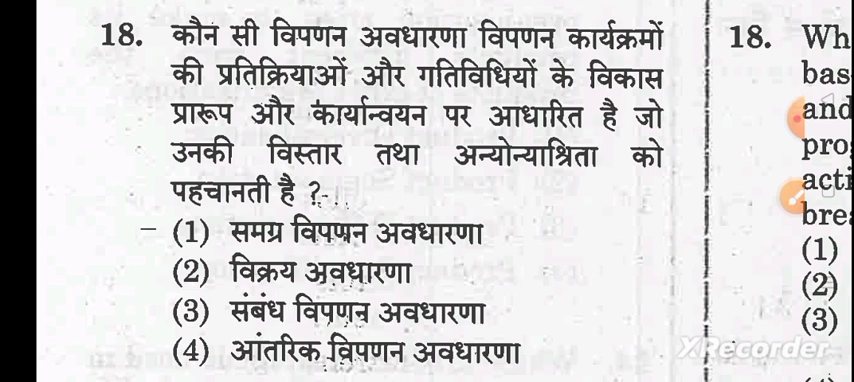 18. कौन सी विपणन अवधारणा विपणन कार्यक्रमों
की प्रतिक्रियाओं और गतिविधियों के विकास
प्रारूप और कार्यान्वयन पर आधारित है जो
उनकी विस्तार तथा अन्योन्याश्रिता को
पहचानती है ?
(1) समग्र विपणन अवधारणा
(2) विक्रय अवधारणा
(3) संबंध विपणन अवधारणा
(4) आंतरिक विपणन अवधारणा
18. Wh
bas
and
pro
acti
bre
(1)
(2)
(3)
XRecorder